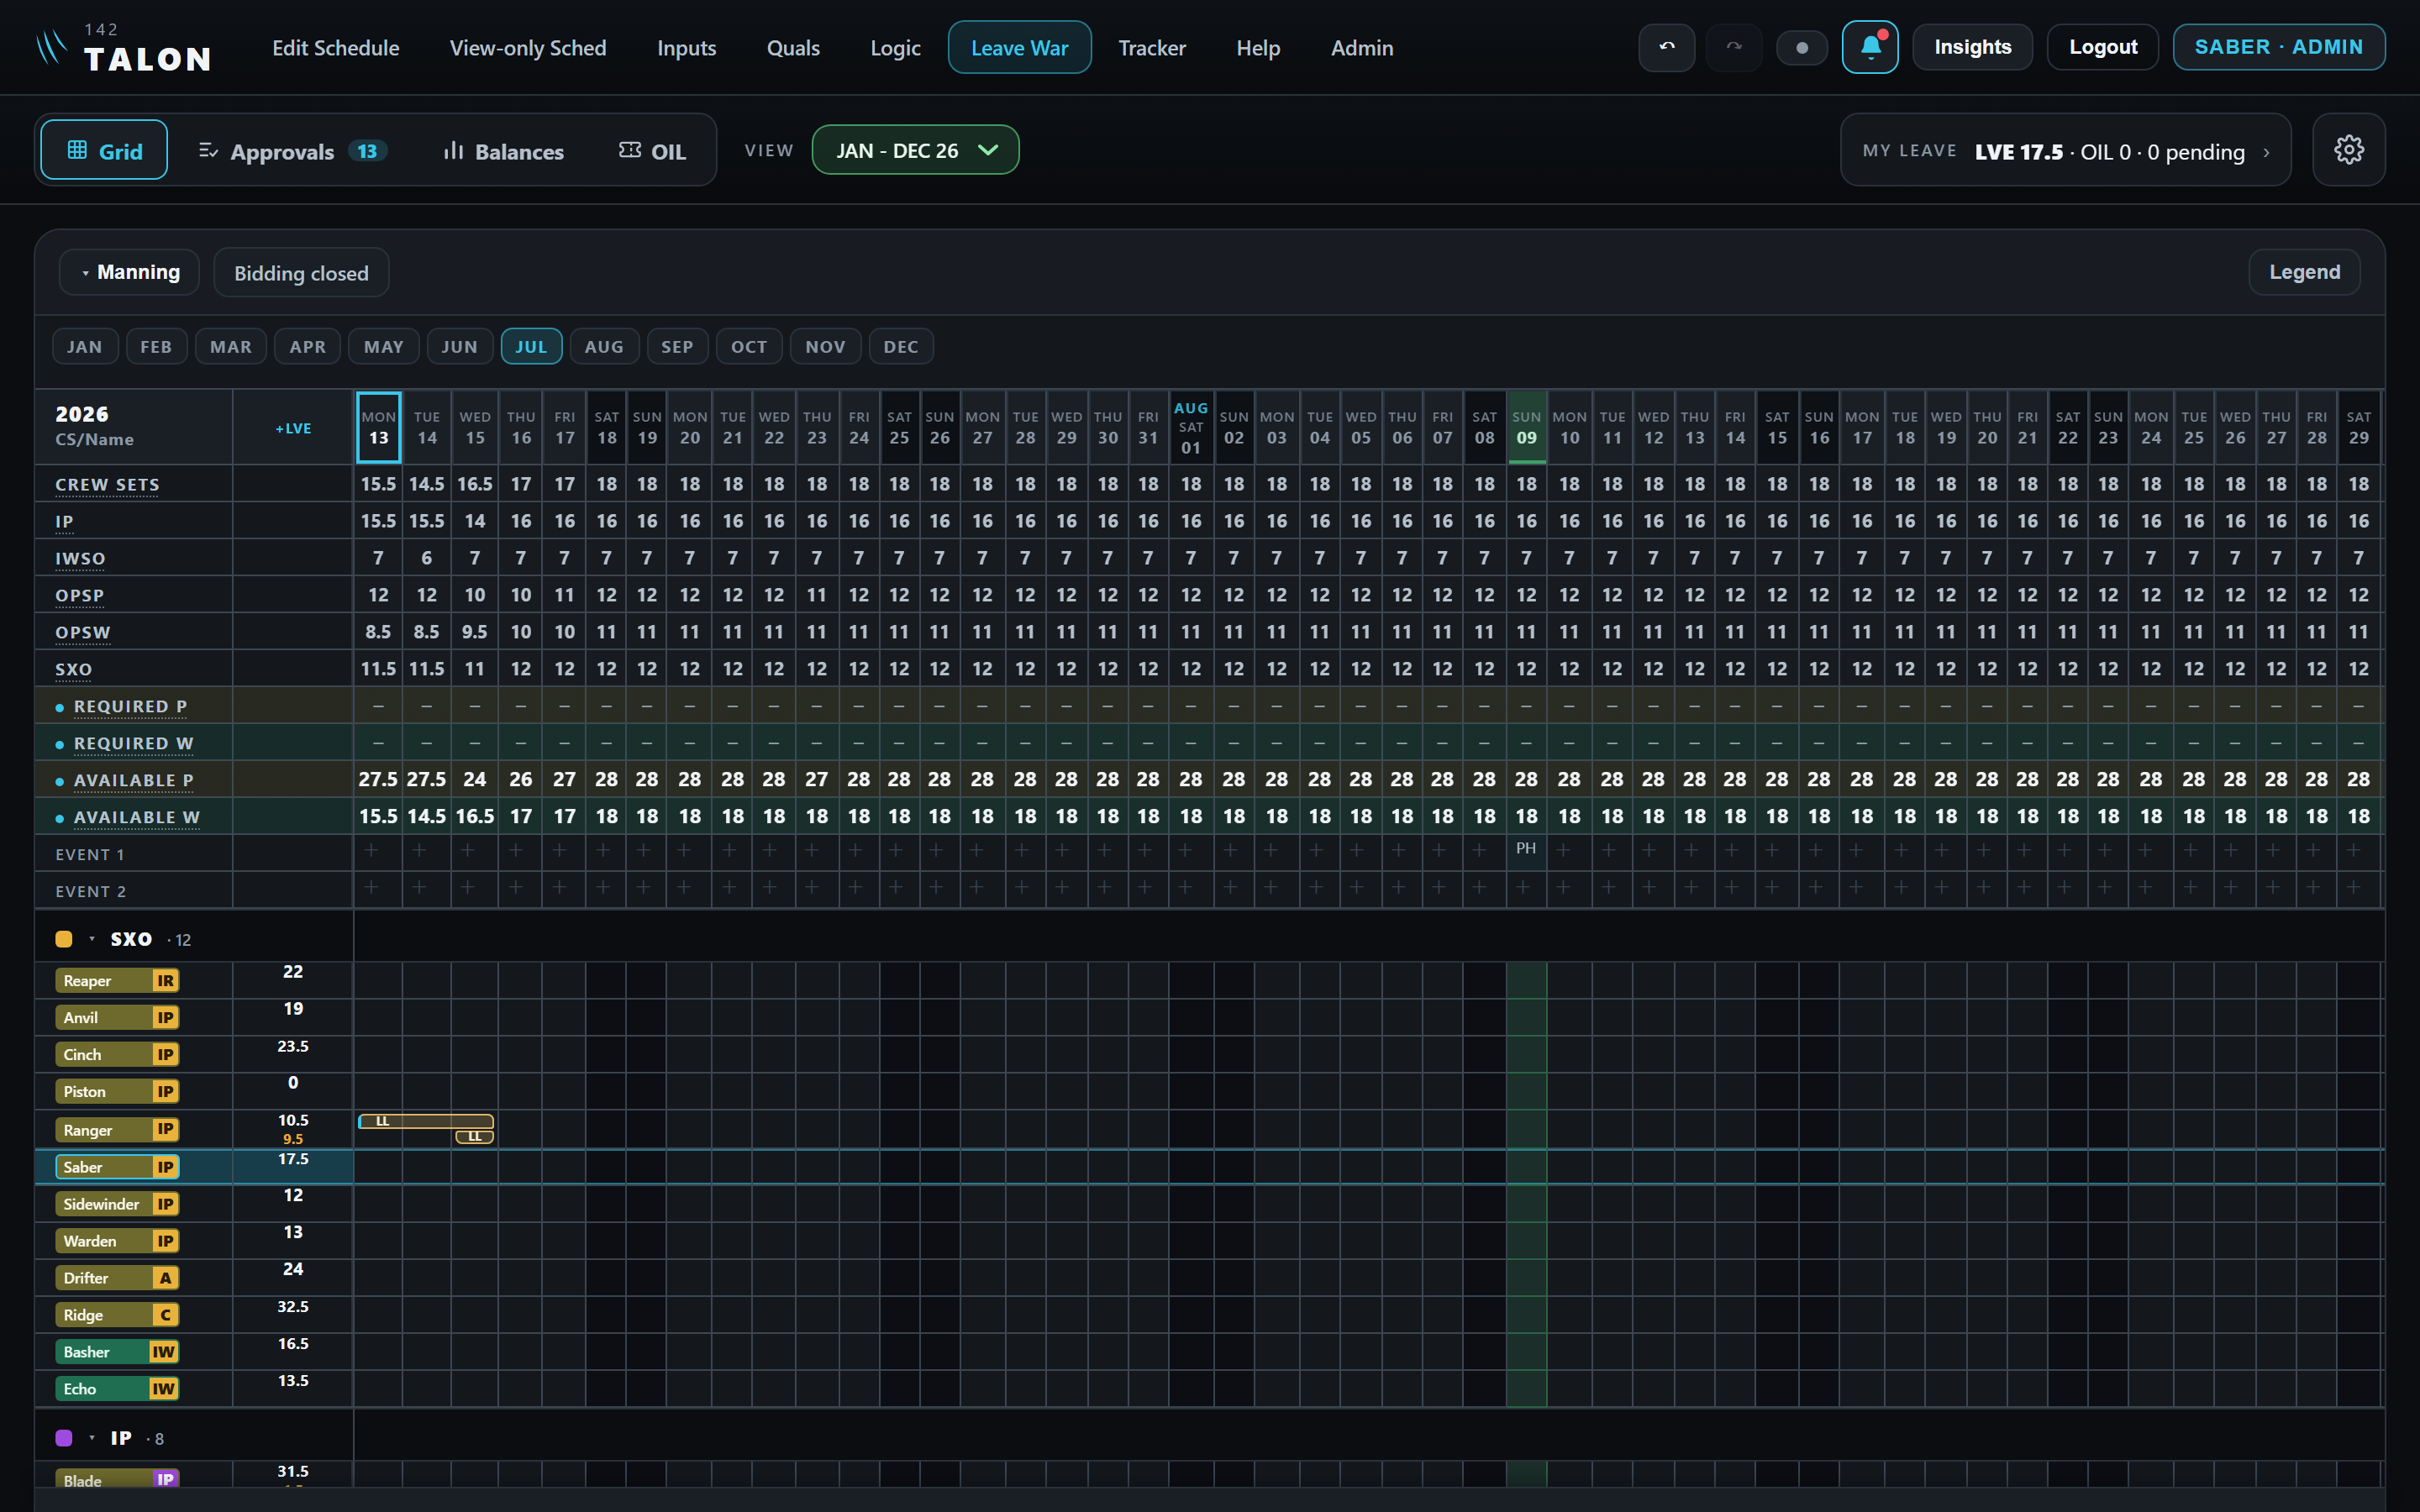 142
TALON
Edit Schedule View-only Sched Inputs Quals Logic Leave War Tracker Help Admin Insights Logout SABER · ADMIN
Grid Approvals 13 Balances OIL VIEW JAN - DEC 26 MY LEAVE LVE 17.5 · OIL 0 · 0 pending ›
Manning Bidding closed Legend
JAN FEB MAR APR MAY JUN JUL AUG SEP OCT NOV DEC
2026 CS/Name +LVE
MON 13 TUE 14 WED 15 THU 16 FRI 17 SAT 18 SUN 19 MON 20 TUE 21 WED 22 THU 23 FRI 24 SAT 25 SUN 26 MON 27 TUE 28 WED 29 THU 30 FRI 31 AUG SAT 01 SUN 02 MON 03 TUE 04 WED 05 THU 06 FRI 07 SAT 08 SUN 09 MON 10 TUE 11 WED 12 THU 13 FRI 14 SAT 15 SUN 16 MON 17 TUE 18 WED 19 THU 20 FRI 21 SAT 22 SUN 23 MON 24 TUE 25 WED 26 THU 27 FRI 28 SAT 29
CREW SETS 15.5 14.5 16.5 17 17 18 18 18 18 18 18 18 18 18 18 18 18 18 18 18 18 18 18 18 18 18 18 18 18 18 18 18 18 18 18 18 18 18 18 18 18 18 18 18 18 18 18 18
IP 15.5 15.5 14 16 16 16 16 16 16 16 16 16 16 16 16 16 16 16 16 16 16 16 16 16 16 16 16 16 16 16 16 16 16 16 16 16 16 16 16 16 16 16 16 16 16 16 16 16
IWSO 7 6 7 7 7 7 7 7 7 7 7 7 7 7 7 7 7 7 7 7 7 7 7 7 7 7 7 7 7 7 7 7 7 7 7 7 7 7 7 7 7 7 7 7 7 7 7 7
OPSP 12 12 10 10 11 12 12 12 12 12 11 12 12 12 12 12 12 12 12 12 12 12 12 12 12 12 12 12 12 12 12 12 12 12 12 12 12 12 12 12 12 12 12 12 12 12 12 12
OPSW 8.5 8.5 9.5 10 10 11 11 11 11 11 11 11 11 11 11 11 11 11 11 11 11 11 11 11 11 11 11 11 11 11 11 11 11 11 11 11 11 11 11 11 11 11 11 11 11 11 11 11
SXO 11.5 11.5 11 12 12 12 12 12 12 12 12 12 12 12 12 12 12 12 12 12 12 12 12 12 12 12 12 12 12 12 12 12 12 12 12 12 12 12 12 12 12 12 12 12 12 12 12 12
REQUIRED P – – – – – – – – – – – – – – – – – – – – – – – – – – – – – – – – – – – – – – – – – – – – – – – –
REQUIRED W – – – – – – – – – – – – – – – – – – – – – – – – – – – – – – – – – – – – – – – – – – – – – – – –
AVAILABLE P 27.5 27.5 24 26 27 28 28 28 28 28 27 28 28 28 28 28 28 28 28 28 28 28 28 28 28 28 28 28 28 28 28 28 28 28 28 28 28 28 28 28 28 28 28 28 28 28 28 28
AVAILABLE W 15.5 14.5 16.5 17 17 18 18 18 18 18 18 18 18 18 18 18 18 18 18 18 18 18 18 18 18 18 18 18 18 18 18 18 18 18 18 18 18 18 18 18 18 18 18 18 18 18 18 18
EVENT 1 PH
EVENT 2
SXO · 12
Reaper IR 22
Anvil IP 19
Cinch IP 23.5
Piston IP 0
Ranger IP 10.5 LL
9.5 LL
Saber IP 17.5
Sidewinder IP 12
Warden IP 13
Drifter A 24
Ridge C 32.5
Basher IW 16.5
Echo IW 13.5
IP · 8
Blade IP 31.5